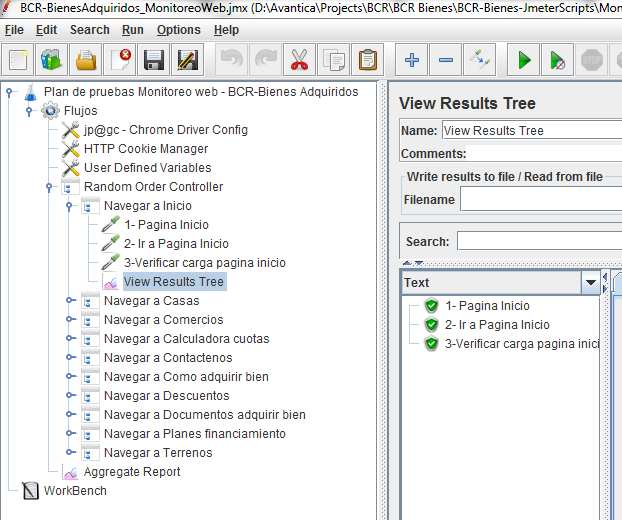 BCR-BienesAdquiridos_MonitoreoWeb.jmx (D:\Avantica\Projects\BCR\BCR Bienes\BCR-Bienes-JmeterScripts\Mon
File Edit Search Run Options Help
Plan de pruebas Monitoreo web - BCR-Bienes Adquiridos
Flujos
jp@gc - Chrome Driver Config
HTTP Cookie Manager
User Defined Variables
Random Order Controller
Navegar a Inicio
1- Pagina Inicio
2- Ir a Pagina Inicio
3-Verificar carga pagina inicio
View Results Tree
Navegar a Casas
Navegar a Comercios
Navegar a Calculadora cuotas
Navegar a Contactenos
Navegar a Como adquirir bien
Navegar a Descuentos
Navegar a Documentos adquirir bien
Navegar a Planes financiamiento
Navegar a Terrenos
Aggregate Report
WorkBench
View Results Tree
Name: View Results Tree
Comments:
Write results to file / Read from file
Filename
Search:
Text
1- Pagina Inicio
2- Ir a Pagina Inicio
3-Verificar carga pagina inici